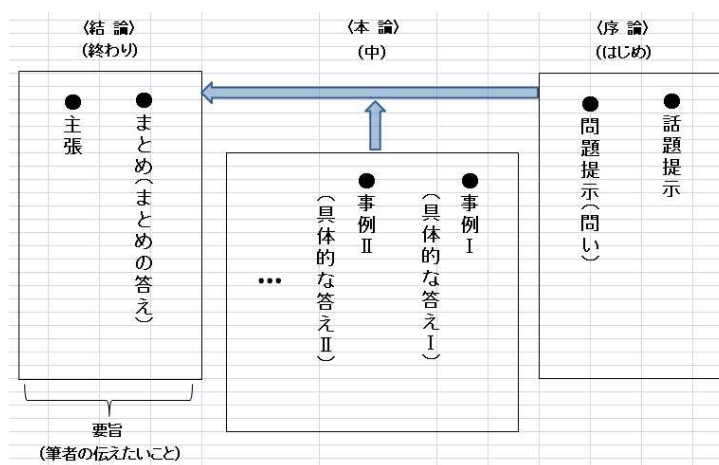 〈序 論〉
(はじめ)
●話題提示
●問題提示(問い)
〈本 論〉
(中)
●事例Ⅰ
(具体的な答えⅠ)
●事例Ⅱ
(具体的な答えⅡ)
…
〈結 論〉
(終わり)
●まとめ(まとめの答え)
●主張
要旨
(筆者の伝えたいこと)